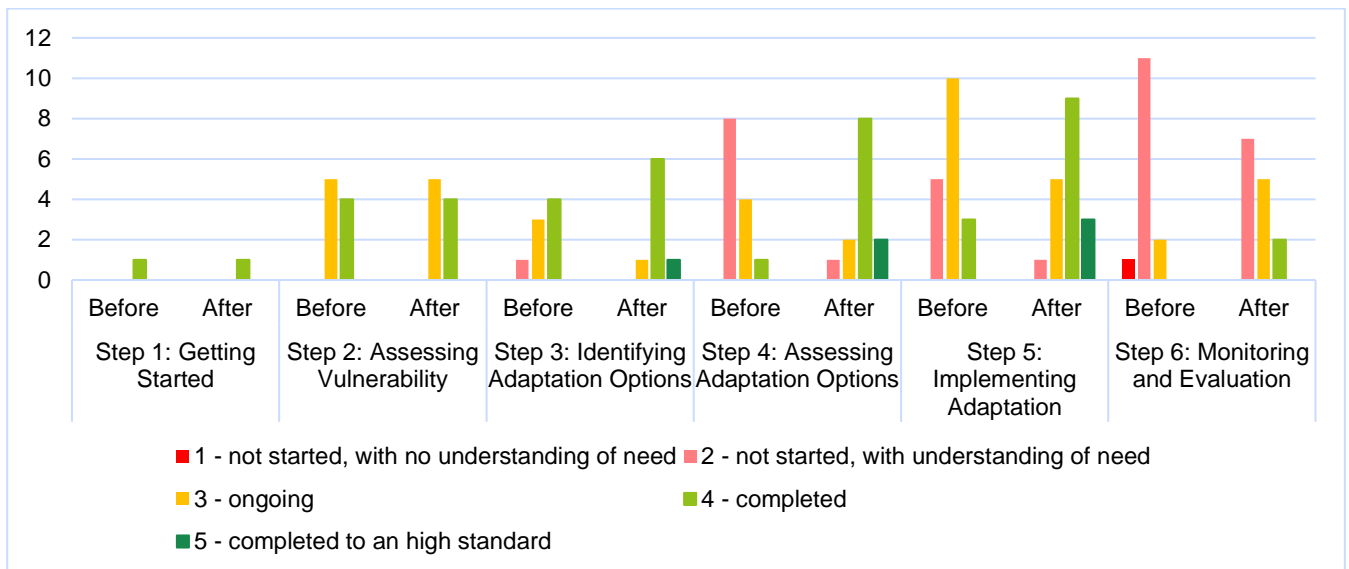 12
10
8
6
4
2
0
Before After Before After Before After Before After Before After Before After
Step 1: Getting Started
Step 2: Assessing Vulnerability
Step 3: Identifying Adaptation Options
Step 4: Assessing Adaptation Options
Step 5: Implementing Adaptation
Step 6: Monitoring and Evaluation
1 - not started, with no understanding of need
2 - not started, with understanding of need
3 - ongoing
4 - completed
5 - completed to an high standard